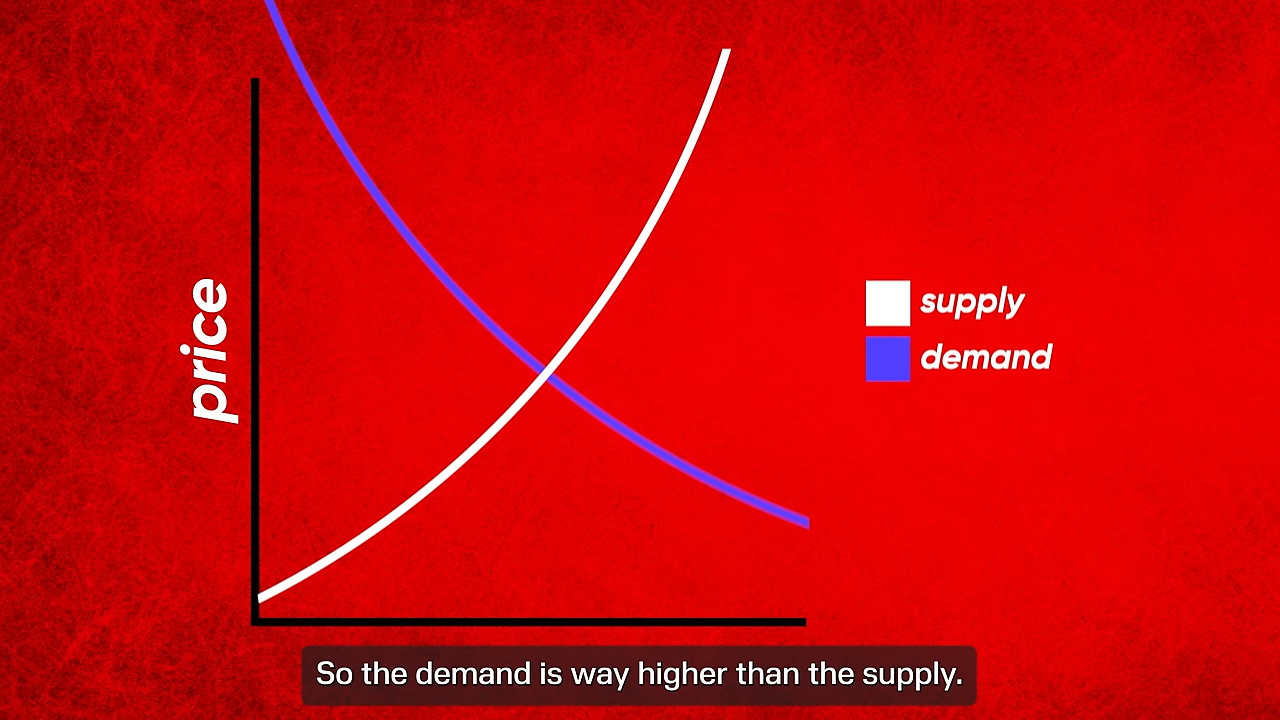 price
supply
demand
So the demand is way higher than the supply.